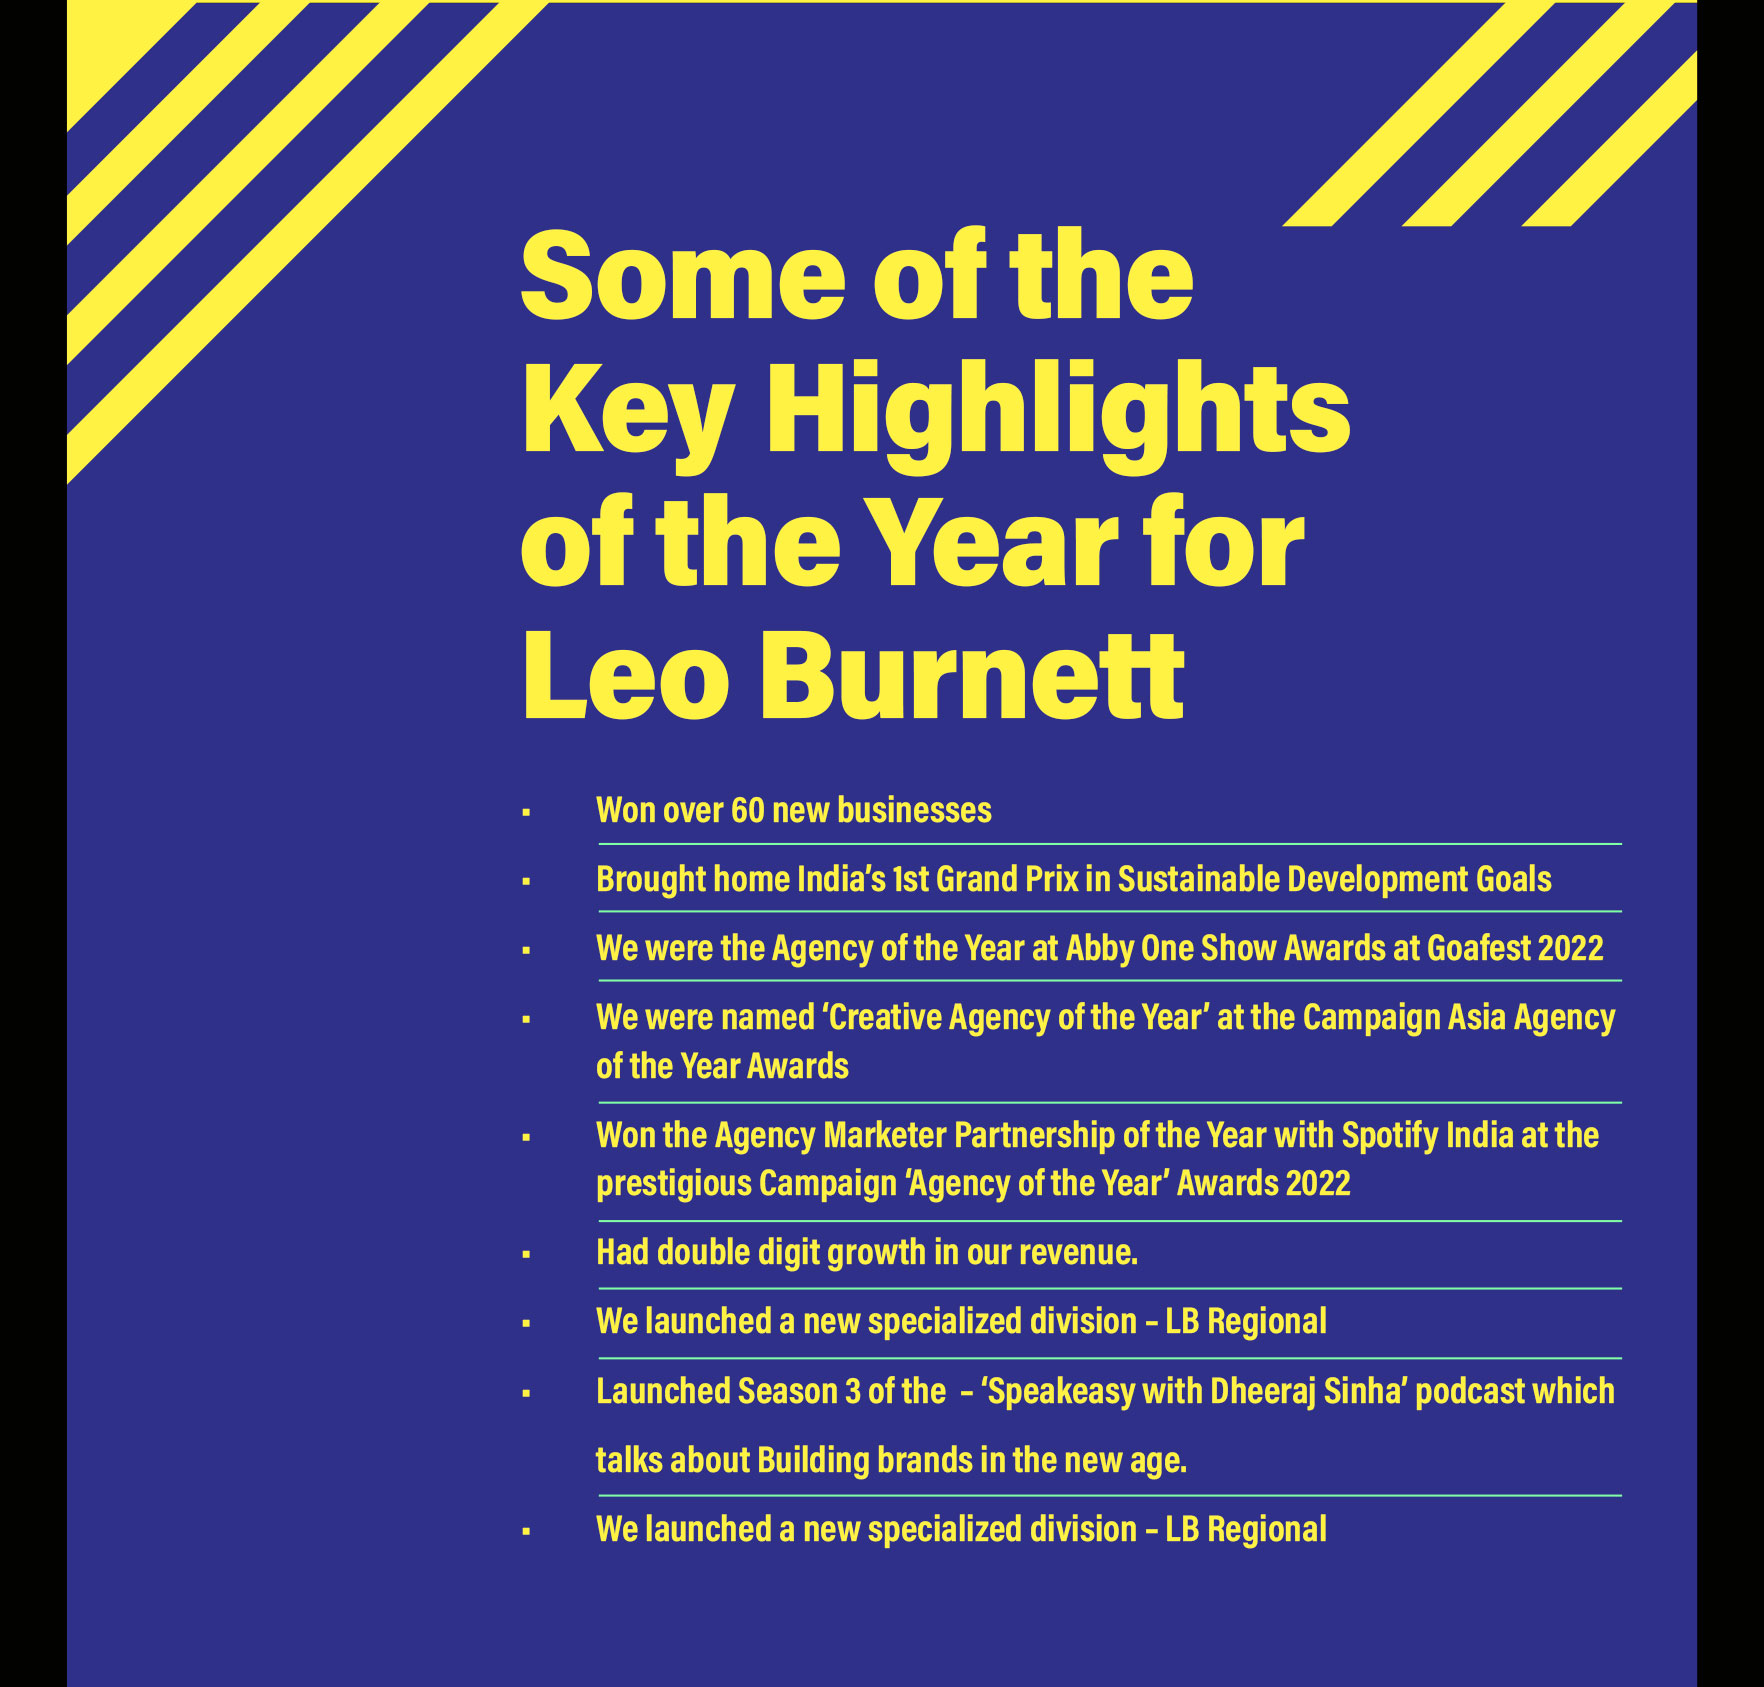 Some of the
Key Highlights
of the Year for
Leo Burnett
▪ Won over 60 new businesses
▪ Brought home India’s 1st Grand Prix in Sustainable Development Goals
▪ We were the Agency of the Year at Abby One Show Awards at Goafest 2022
▪ We were named ‘Creative Agency of the Year’ at the Campaign Asia Agency
of the Year Awards
▪ Won the Agency Marketer Partnership of the Year with Spotify India at the
prestigious Campaign ‘Agency of the Year’ Awards 2022
▪ Had double digit growth in our revenue.
▪ We launched a new specialized division – LB Regional
▪ Launched Season 3 of the – ‘Speakeasy with Dheeraj Sinha’ podcast which
talks about Building brands in the new age.
▪ We launched a new specialized division – LB Regional